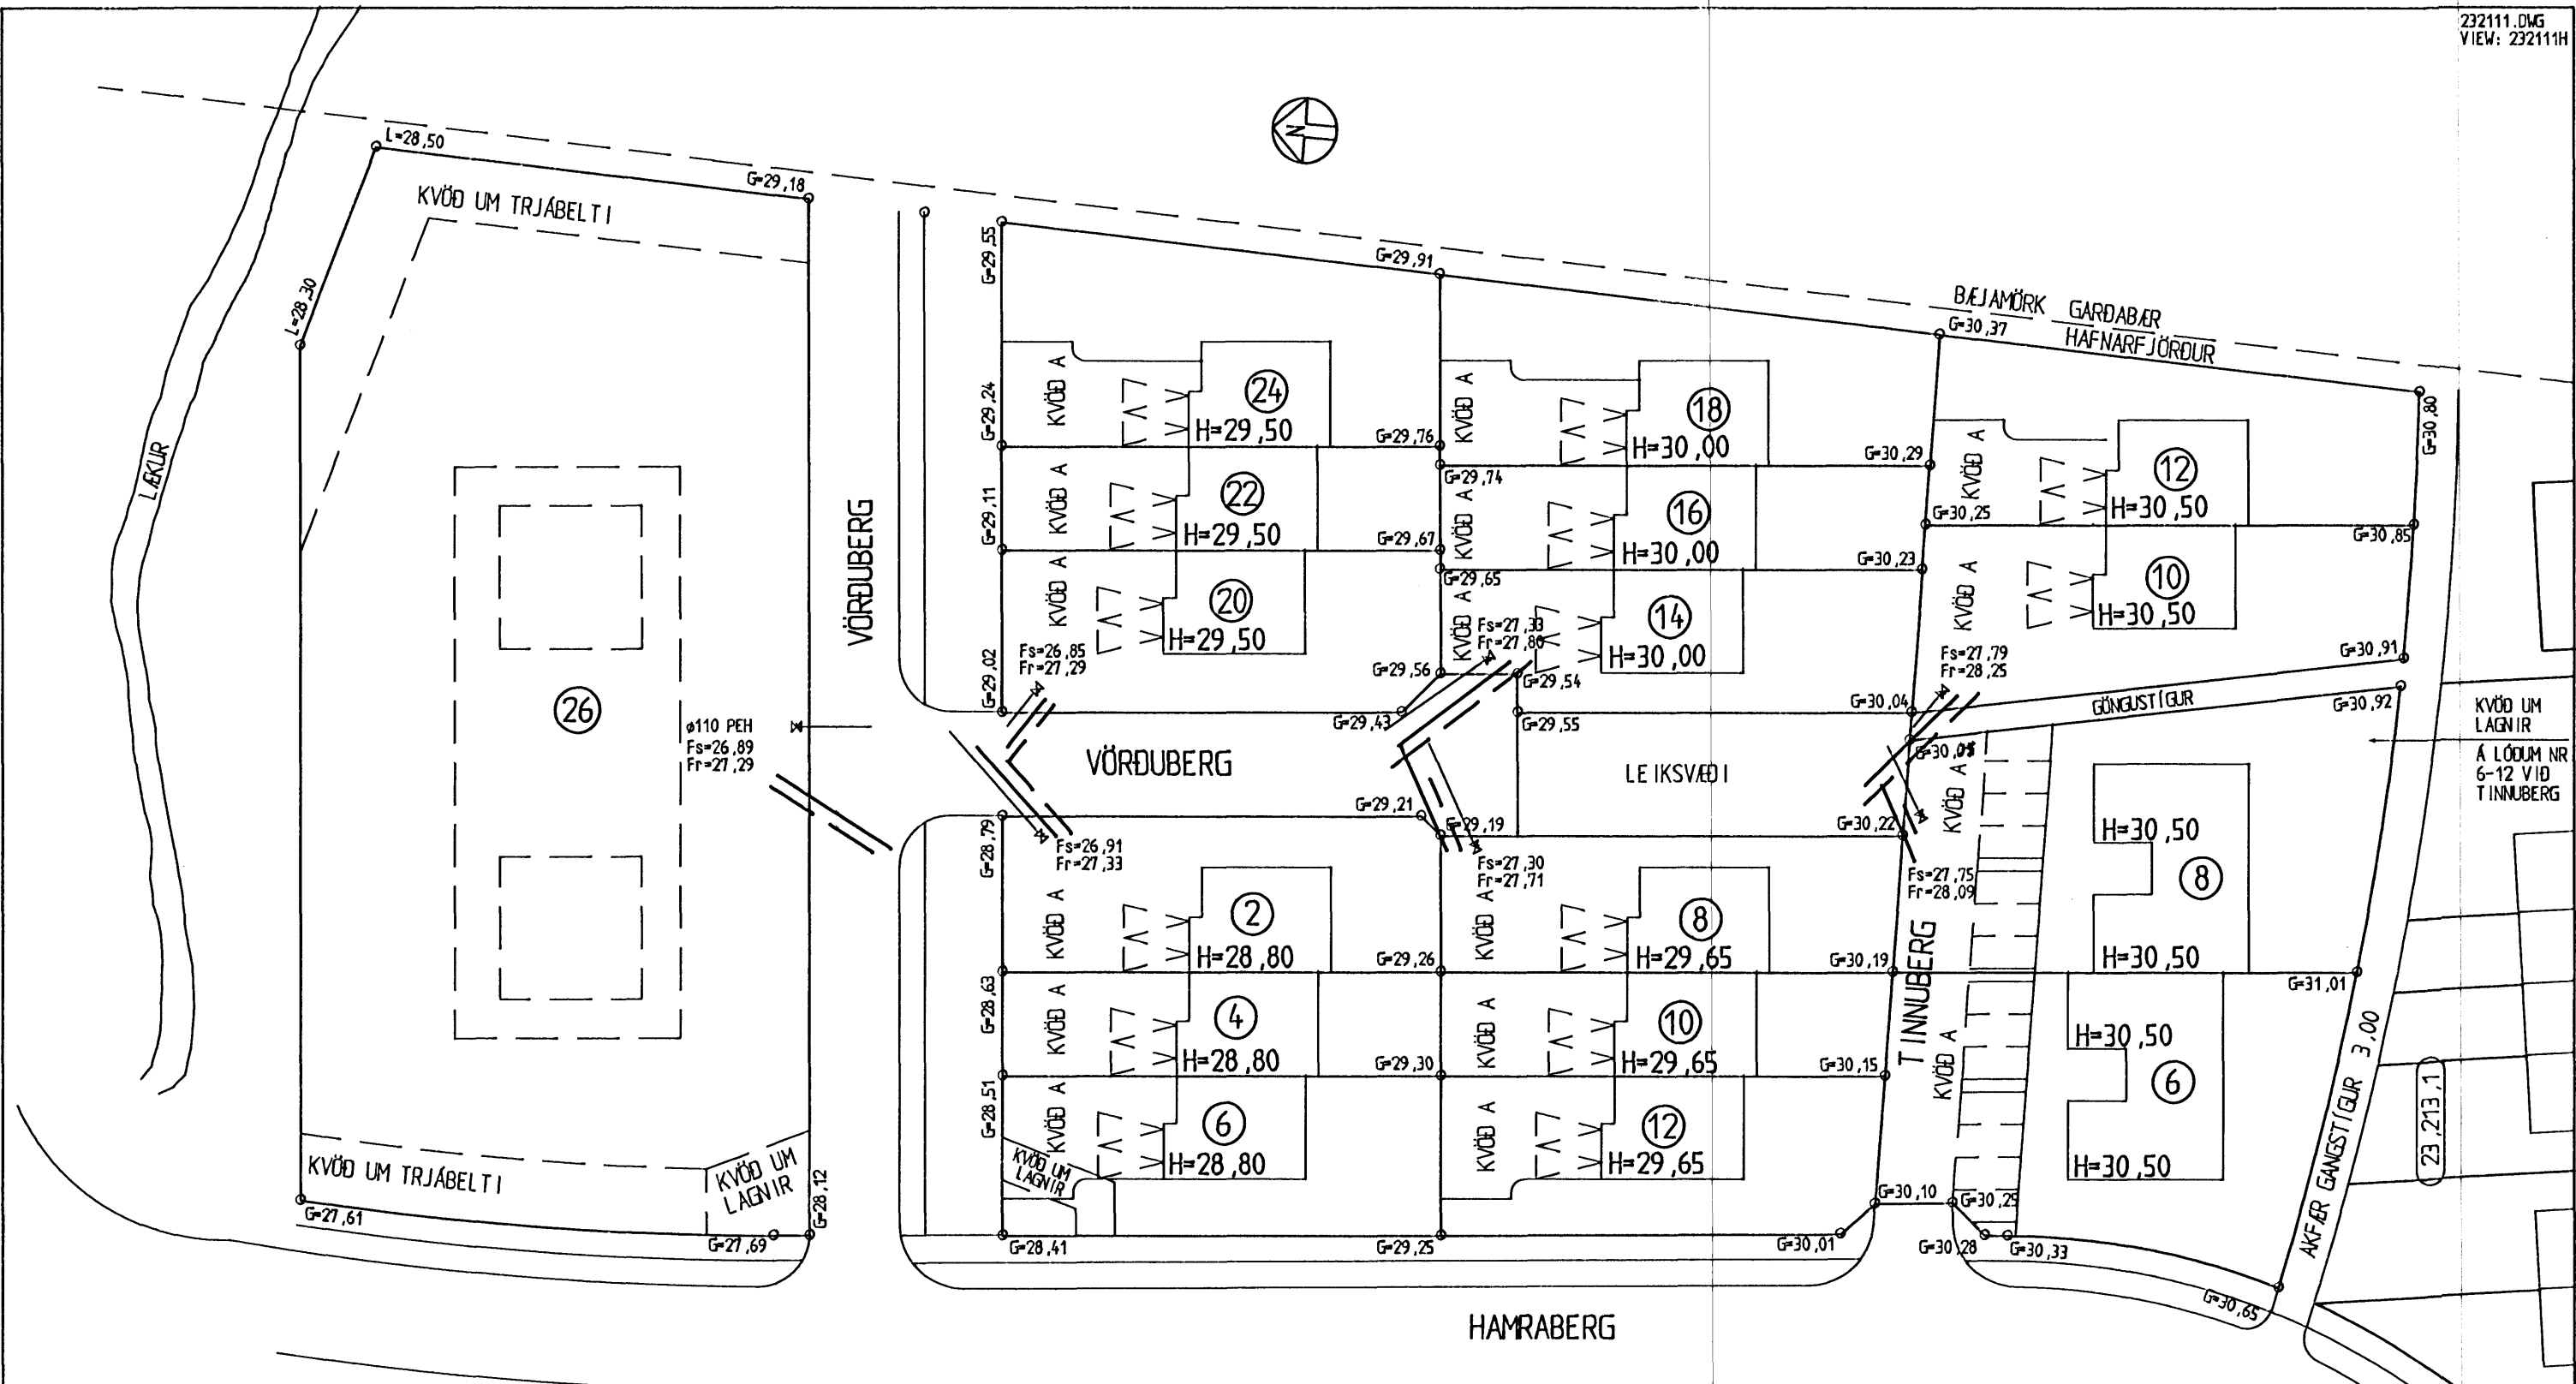 232111.DWG
VIEW: 232111H
N
L=28,50
G=29,18
KVÖÐ UM TRJÁBELTI
L=28,30
LÆKUR
26
ø110 PEH
Fs=26,89
Fr=27,29
KVÖÐ UM TRJÁBELTI
KVÖÐ UM
LAGNIR
G=28,12
G=27,61
G=27,69
VÖRÐUBERG
G=29,55
G=29,91
G=29,24
KVÖÐ A
24
H=29,50
G=29,76
G=29,11
KVÖÐ A
22
H=29,50
G=29,67
KVÖÐ A
20
H=29,50
G=29,02
Fs=26,85
Fr=27,29
G=29,56
G=29,43
BÆJAMÖRK GARÐABÆR
HAFNARFJÖRÐUR
G=30,37
KVÖÐ A
18
H=30,00
G=30,29
G=29,74
KVÖÐ A
16
H=30,00
G=30,23
G=29,65
KVÖÐ A
14
H=30,00
Fs=27,33
Fr=27,80
G=29,54
G=29,55
G=30,04
G=30,80
KVÖÐ A
12
H=30,50
G=30,25
G=30,85
KVÖÐ A
10
H=30,50
Fs=27,79
Fr=28,25
G=30,91
GÖNGUSTÍGUR
G=30,92
KVÖÐ UM
LAGNIR
Á LÓÐUM NR
6-12 VIÐ
TINNUBERG
VÖRÐUBERG
LEIKSVÆÐI
G=28,79
Fs=26,91
Fr=27,33
G=29,21
G=29,19
Fs=27,30
Fr=27,71
G=30,22
Fs=27,75
Fr=28,09
KVÖÐ A
2
H=28,80
G=29,26
G=28,63
KVÖÐ A
4
H=28,80
G=29,30
G=28,51
KVÖÐ A
6
H=28,80
KVÖÐ UM
LAGNIR
G=28,41
G=29,25
KVÖÐ A
8
H=29,65
G=30,19
KVÖÐ A
10
H=29,65
G=30,15
KVÖÐ A
12
H=29,65
G=30,01
G=30,10
TINNUBERG
KVÖÐ A
KVÖÐ A
H=30,50
8
H=30,50
G=31,01
H=30,50
6
H=30,50
G=30,25
G=30,28
G=30,33
G=30,65
AKFÆR GANGSTÍGUR 3,00
23,213,1
HAMRABERG